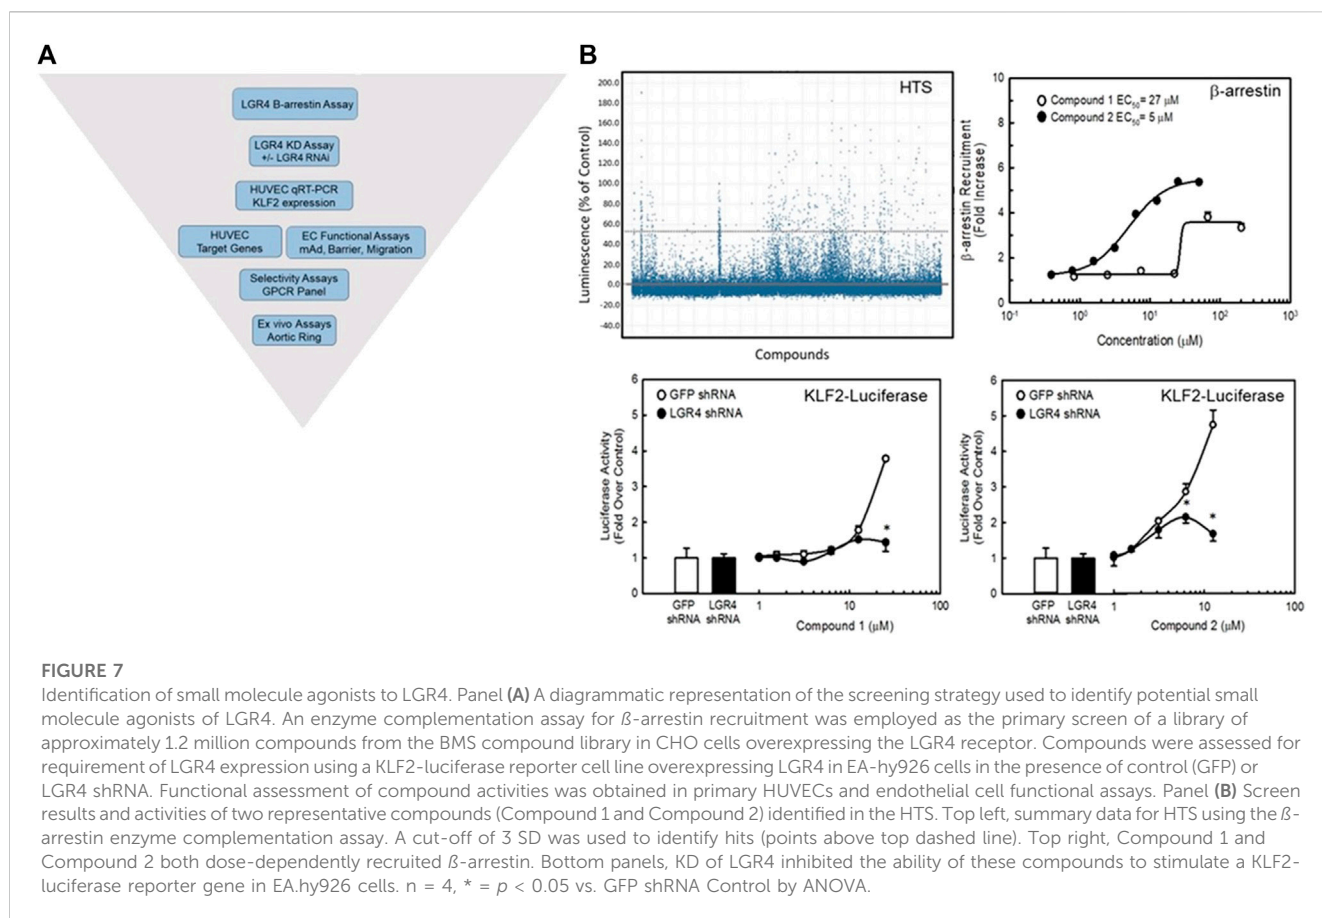 A
LGR4 B-arrestin Assay
LGR4 KD Assay
+/- LGR4 RNAi
HUVEC qRT-PCR
KLF2 expression
HUVEC
Target Genes
EC Functional Assays
mAd, Barrier, Migration
Selectivity Assays
GPCR Panel
Ex vivo Assays
Aortic Ring
B
HTS
Luminescence (% of Control)
200.0
180.0
160.0
140.0
120.0
100.0
80.0
60.0
40.0
20.0
0.0
-20.0
-40.0
Compounds
β-arrestin
Compound 1 EC50= 27 μM
Compound 2 EC50= 5 μM
β-arrestin Recruitment
(Fold Increase)
10
8
6
4
2
0
10-1
100
101
102
103
Concentration (μM)
KLF2-Luciferase
GFP shRNA
LGR4 shRNA
Luciferase Activity
(Fold Over Control)
6
5
4
3
2
1
0
*
GFP
shRNA
LGR4
shRNA
1
10
100
Compound 1 (μM)
KLF2-Luciferase
GFP shRNA
LGR4 shRNA
Luciferase Activity
(Fold Over Control)
6
5
4
3
2
1
0
*
*
GFP
shRNA
LGR4
shRNA
1
10
100
Compound 2 (μM)
FIGURE 7
Identification of small molecule agonists to LGR4. Panel (A) A diagrammatic representation of the screening strategy used to identify potential small
molecule agonists of LGR4. An enzyme complementation assay for ß-arrestin recruitment was employed as the primary screen of a library of
approximately 1.2 million compounds from the BMS compound library in CHO cells overexpressing the LGR4 receptor. Compounds were assessed for
requirement of LGR4 expression using a KLF2-luciferase reporter cell line overexpressing LGR4 in EA-hy926 cells in the presence of control (GFP) or
LGR4 shRNA. Functional assessment of compound activities was obtained in primary HUVECs and endothelial cell functional assays. Panel (B) Screen
results and activities of two representative compounds (Compound 1 and Compound 2) identified in the HTS. Top left, summary data for HTS using the ß-
arrestin enzyme complementation assay. A cut-off of 3 SD was used to identify hits (points above top dashed line). Top right, Compound 1 and
Compound 2 both dose-dependently recruited ß-arrestin. Bottom panels, KD of LGR4 inhibited the ability of these compounds to stimulate a KLF2-
luciferase reporter gene in EA.hy926 cells. n = 4, * = p < 0.05 vs. GFP shRNA Control by ANOVA.